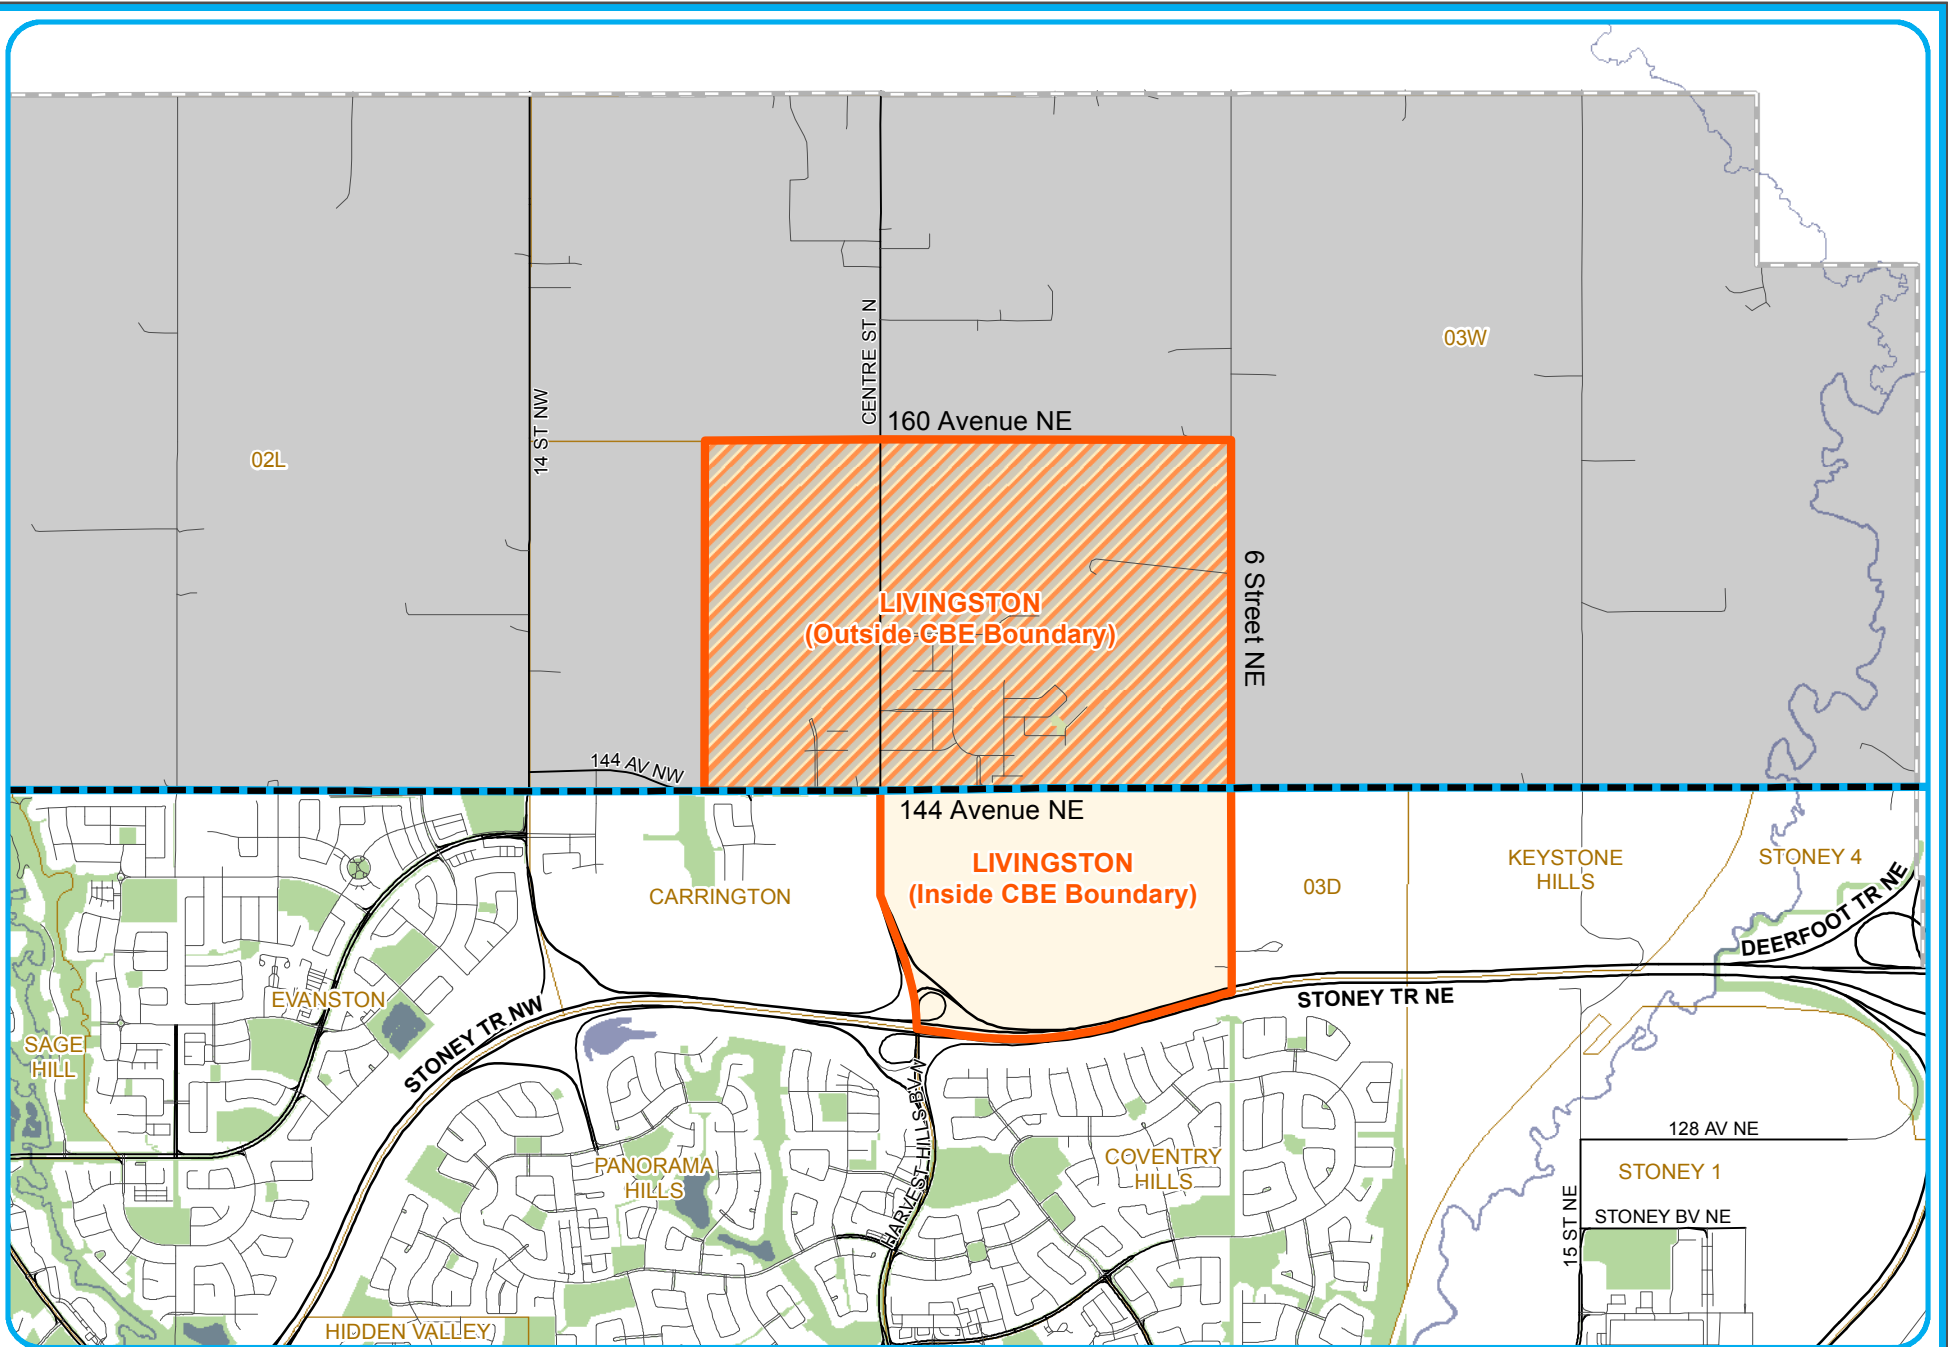 03W
CENTRE ST N
14 ST NW
160 Avenue NE
02L
6 Street NE
LIVINGSTON
(Outside CBE Boundary)
144 AV NW
144 Avenue NE
LIVINGSTON
(Inside CBE Boundary)
CARRINGTON
03D
KEYSTONE
HILLS
STONEY 4
DEERFOOT TR NE
EVANSTON
STONEY TR NW
STONEY TR NE
SAGE
HILL
HARVEST HILLS BV N
PANORAMA
HILLS
COVENTRY
HILLS
128 AV NE
STONEY 1
15 ST NE
STONEY BV NE
HIDDEN VALLEY